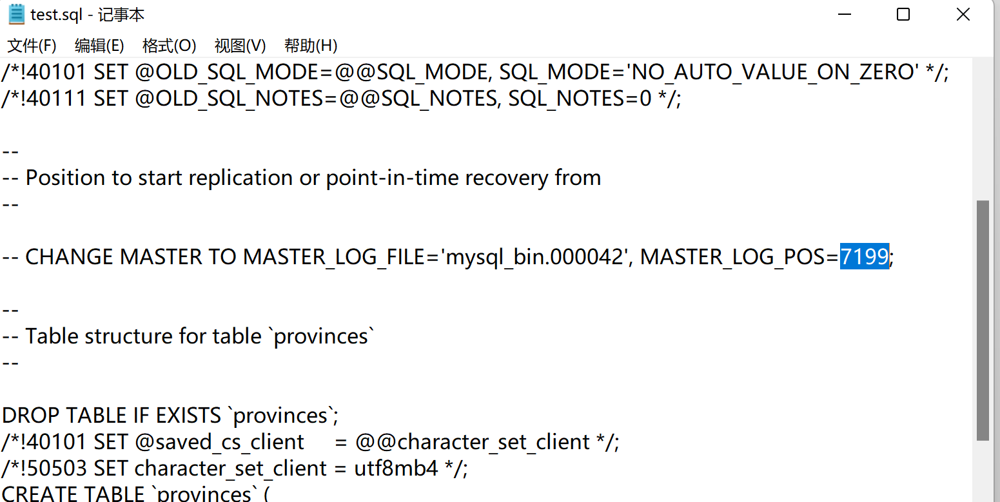 test.sql - 记事本
文件(F) 编辑(E) 格式(O) 视图(V) 帮助(H)
/*!40101 SET @OLD_SQL_MODE=@@SQL_MODE, SQL_MODE='NO_AUTO_VALUE_ON_ZERO' */;
/*!40111 SET @OLD_SQL_NOTES=@@SQL_NOTES, SQL_NOTES=0 */;
--
-- Position to start replication or point-in-time recovery from
--
-- CHANGE MASTER TO MASTER_LOG_FILE='mysql_bin.000042', MASTER_LOG_POS=7199;
--
-- Table structure for table `provinces`
--
DROP TABLE IF EXISTS `provinces`;
/*!40101 SET @saved_cs_client     = @@character_set_client */;
/*!50503 SET character_set_client = utf8mb4 */;
CREATE TABLE `provinces` (